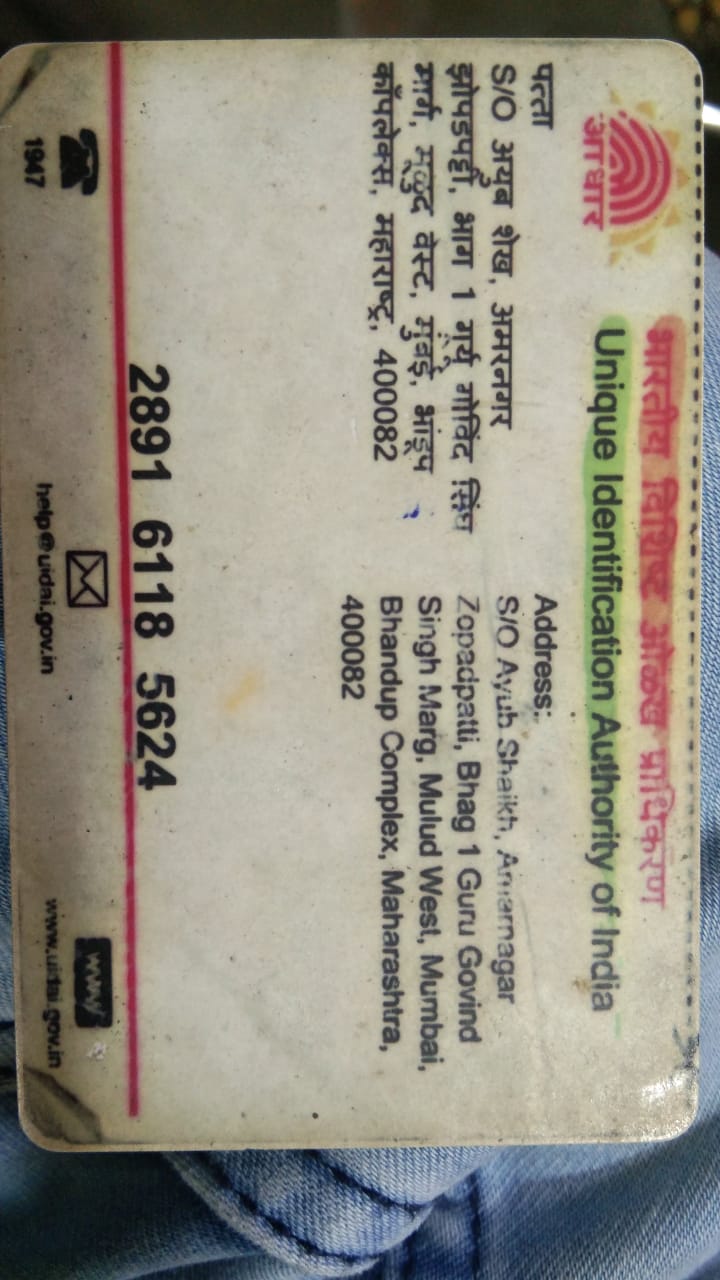 आधार
भारतीय विशिष्ट ओळख प्राधिकरण
Unique Identification Authority of India
पत्ता
S/O अयुब शेख, अमरनगर
झोपडपट्टी, भाग 1 गुरू गोविंद सिंघ
मार्ग, मुलुंद वेस्ट, मुंबई, भांडूप
कॉप्लेक्स, महाराष्ट्र, 400082
Address:
S/O Ayub Shaikh, Amarnagar
Zopadpatti, Bhag 1 Guru Govind
Singh Marg, Mulud West, Mumbai,
Bhandup Complex, Maharashtra,
400082
2891 6118 5624
1947
help@uidai.gov.in
www
www.uidai.gov.in